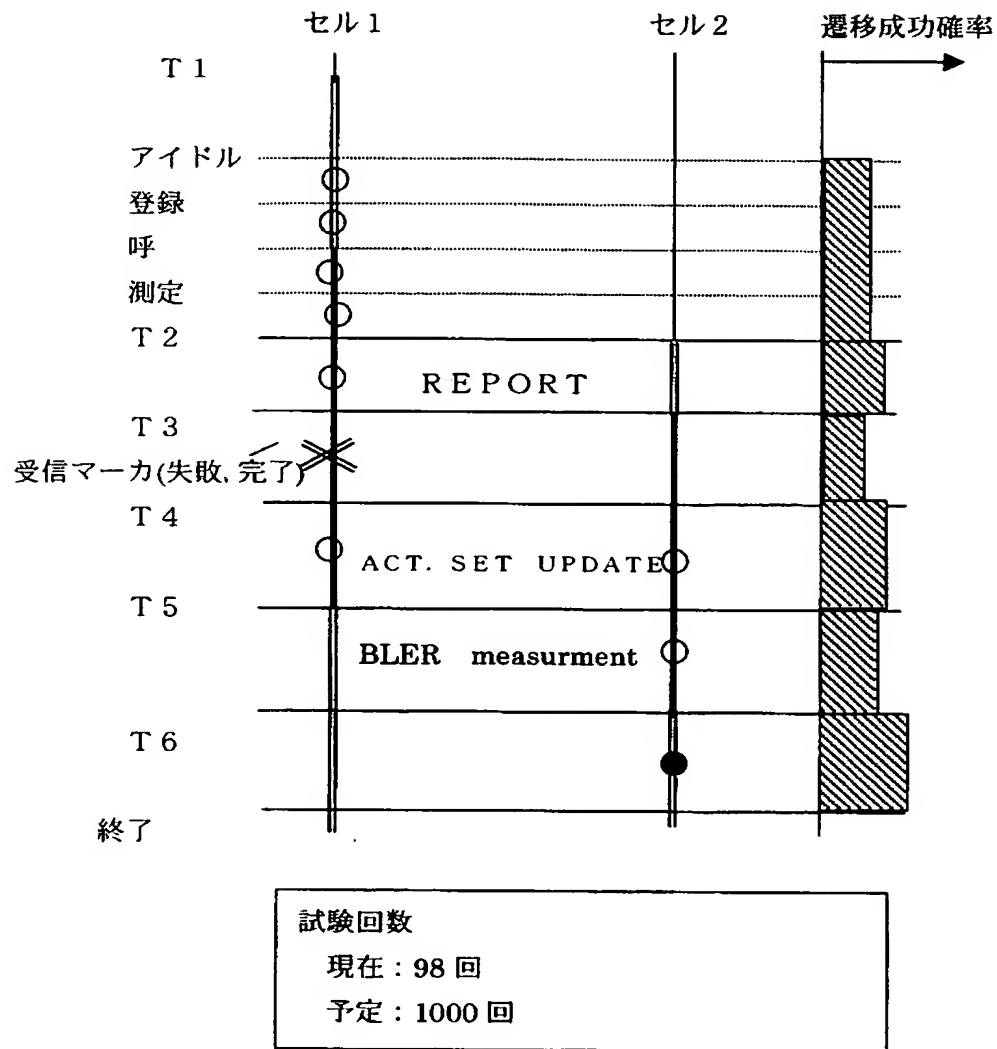 セル1 セル2 遷移成功確率
T1
アイドル
登録
呼
測定
T2
REPORT
T3
受信マーカ(失敗,完了)
T4
ACT. SET UPDATE
T5
BLER measurment
T6
終了
試験回数
現在：98回
予定：1000回